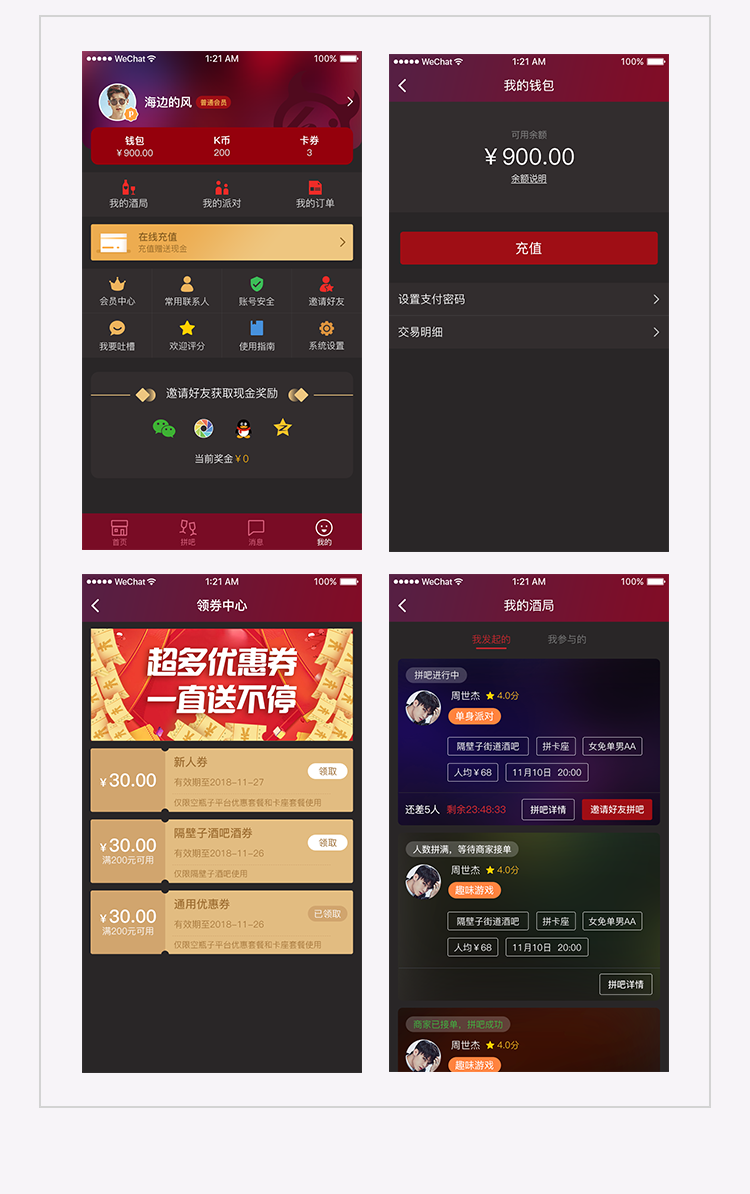 WeChat 1:21 AM 100%
海边的风 普通会员
P
钱包 K币 卡券
¥900.00 200 3
我的酒局 我的派对 我的订单
在线充值
充值赠送现金
会员中心 常用联系人 账号安全 邀请好友
我要吐槽 欢迎评分 使用指南 系统设置
邀请好友获取现金奖励
当前奖金¥0
首页 拼吧 消息 我的
WeChat 1:21 AM 100%
我的钱包
可用余额
¥900.00
余额说明
充值
设置支付密码
交易明细
WeChat 1:21 AM 100%
领券中心
超多优惠券
一直送不停
新人券
¥30.00 有效期至2018-11-27 领取
仅限空瓶子平台优惠套餐和卡座套餐使用
隔壁子酒吧酒券
¥30.00 有效期至2018-11-26 领取
满200元可用
仅限隔壁子酒吧使用
通用优惠券
¥30.00 有效期至2018-11-26 已领取
满200元可用
仅限空瓶子平台优惠套餐和卡座套餐使用
WeChat 1:21 AM 100%
我的酒局
我发起的 我参与的
拼吧进行中
周世杰 4.0分
单身派对
隔壁子街道酒吧 拼卡座 女免单男AA
人均¥68 11月10日 20:00
还差5人 剩余23:48:33 拼吧详情 邀请好友拼吧
人数拼满，等待商家接单
周世杰 4.0分
趣味游戏
隔壁子街道酒吧 拼卡座 女免单男AA
人均¥68 11月10日 20:00
拼吧详情
商家已接单，拼吧成功
周世杰 4.0分
趣味游戏